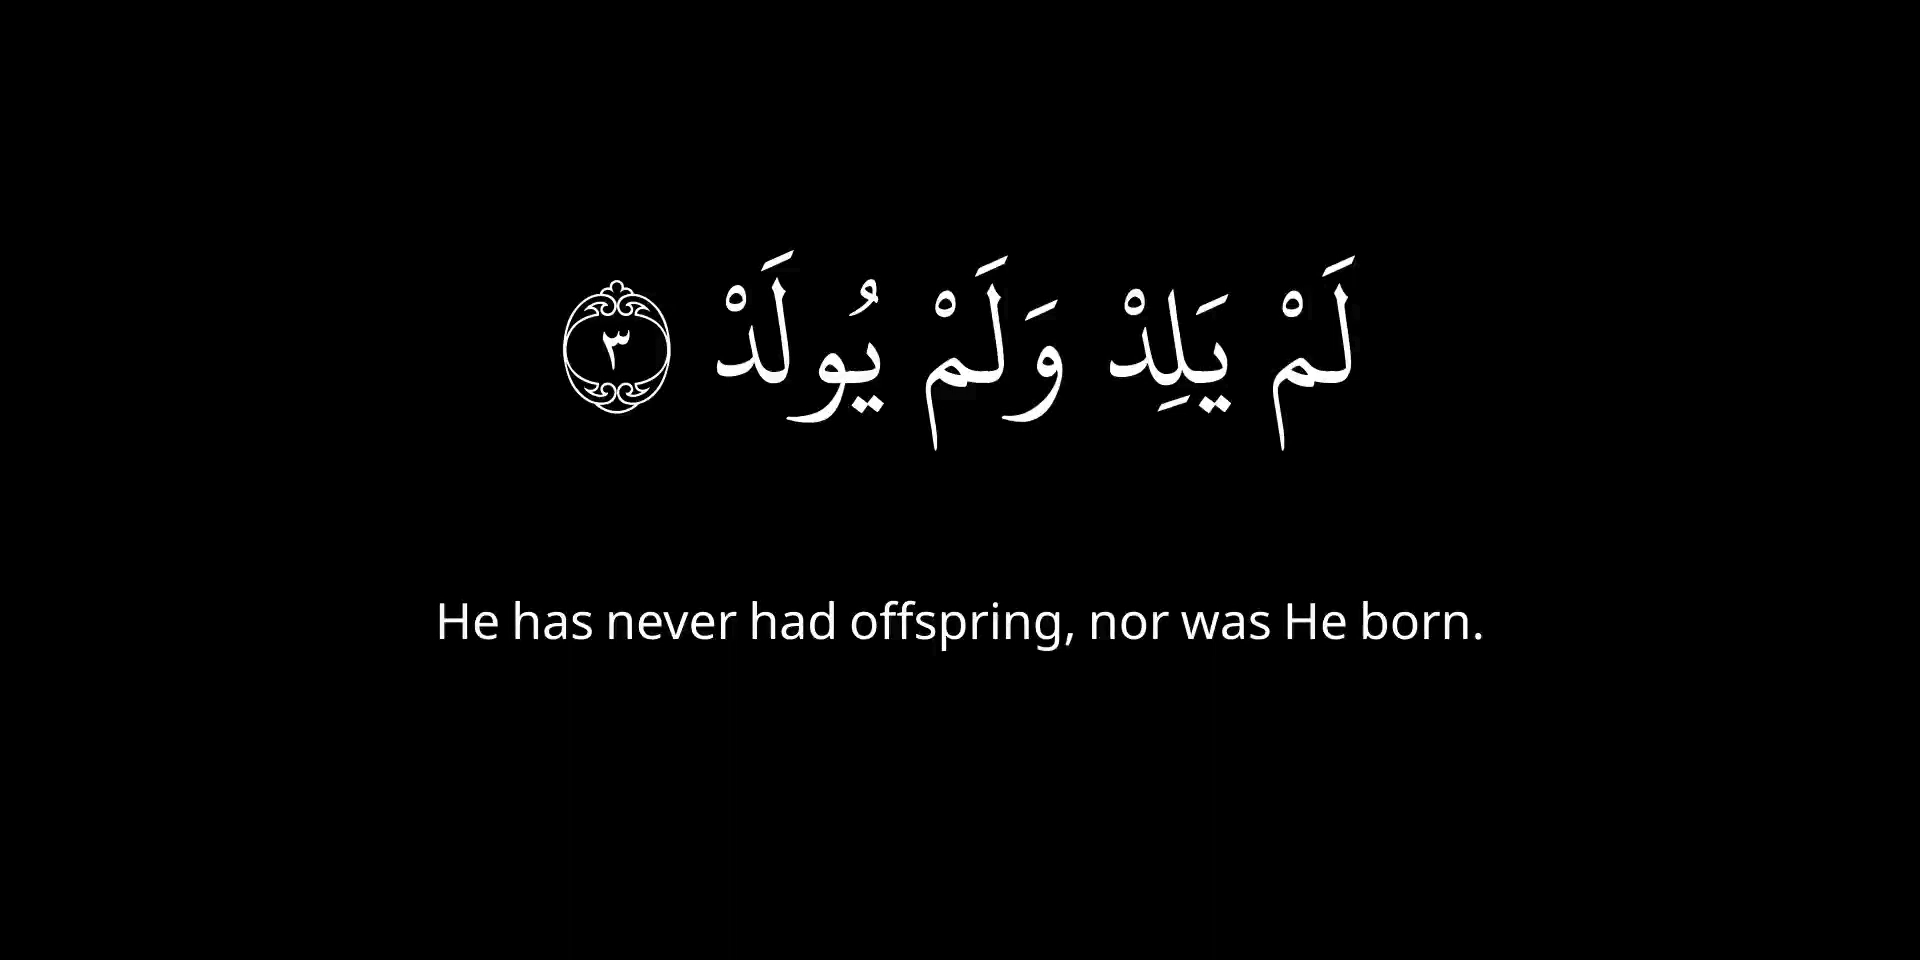 لَمْ يَلِدْ وَلَمْ يُولَدْ ٣
He has never had offspring, nor was He born.